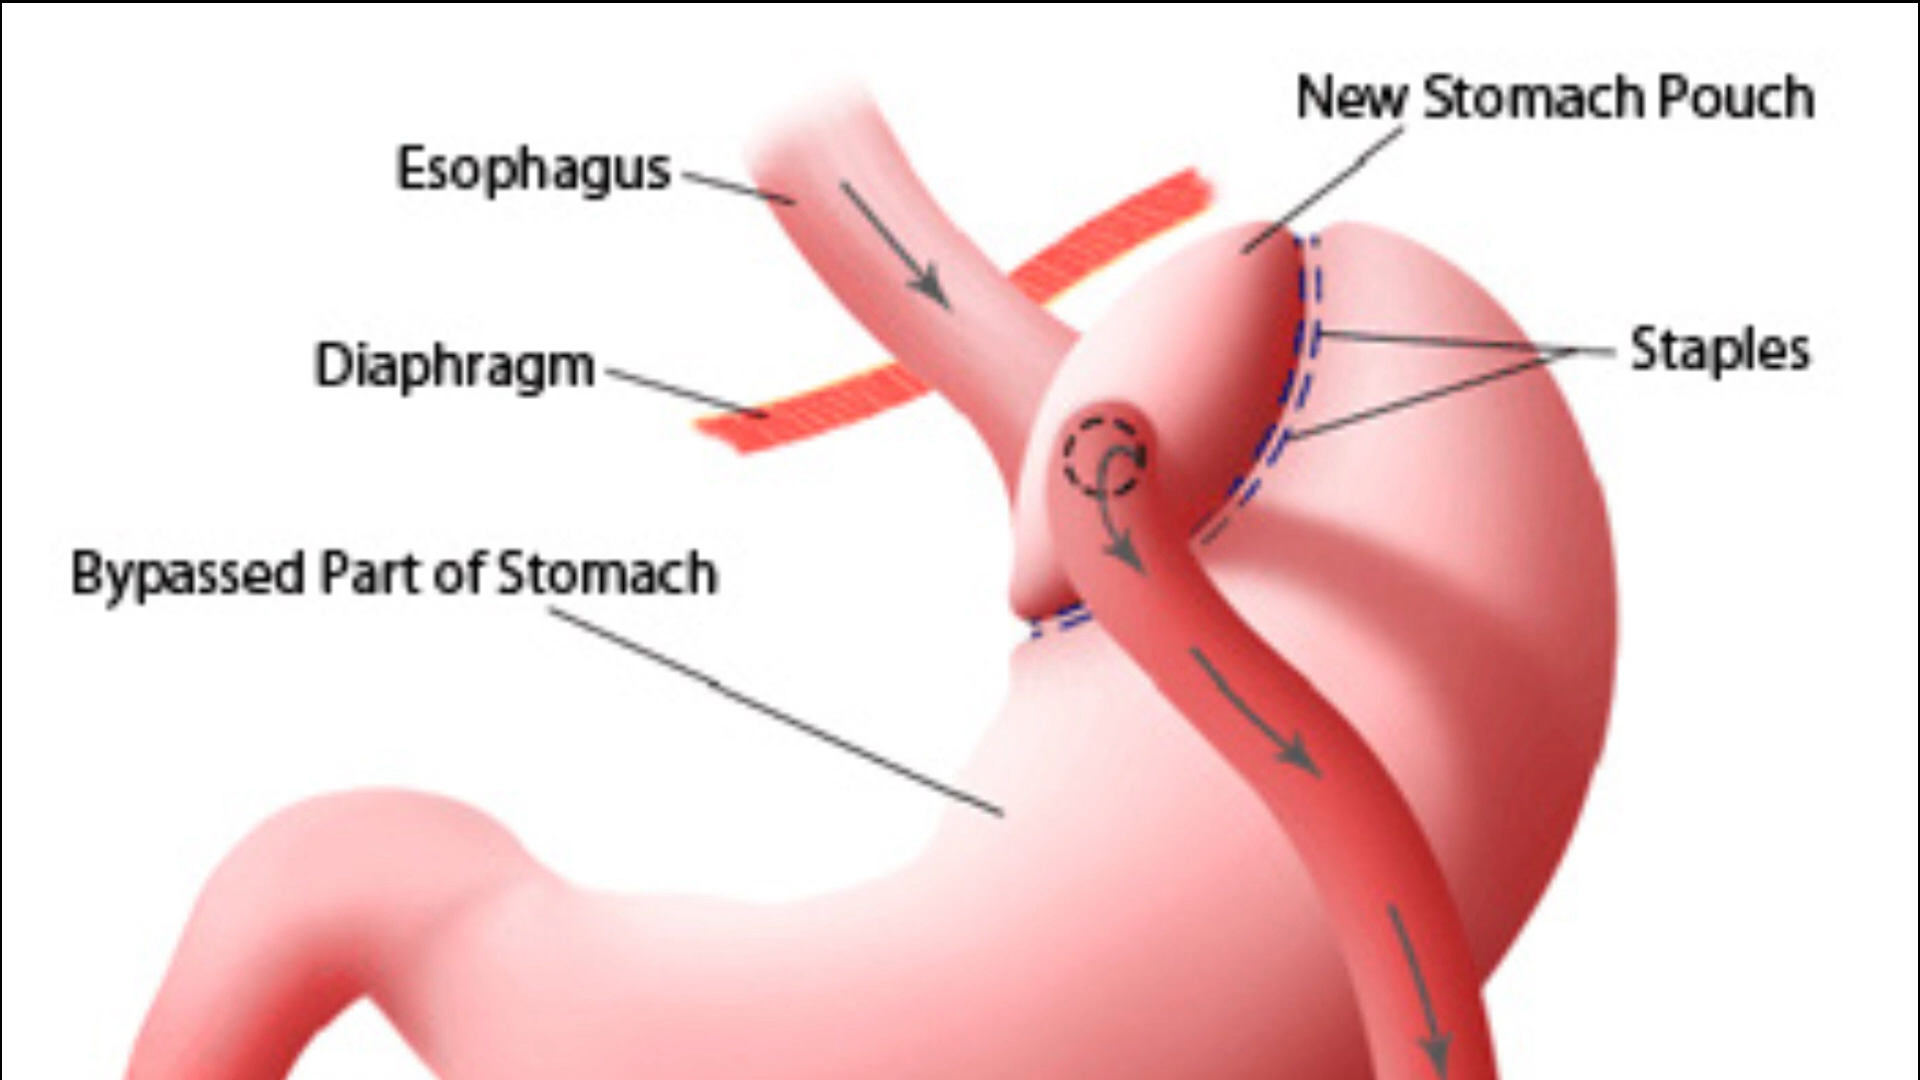 New Stomach Pouch
Esophagus
Staples
Diaphragm
Bypassed Part of Stomach